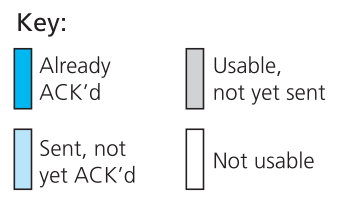 Key:
Already
ACK’d
Usable,
not yet sent
Sent, not
yet ACK’d
Not usable